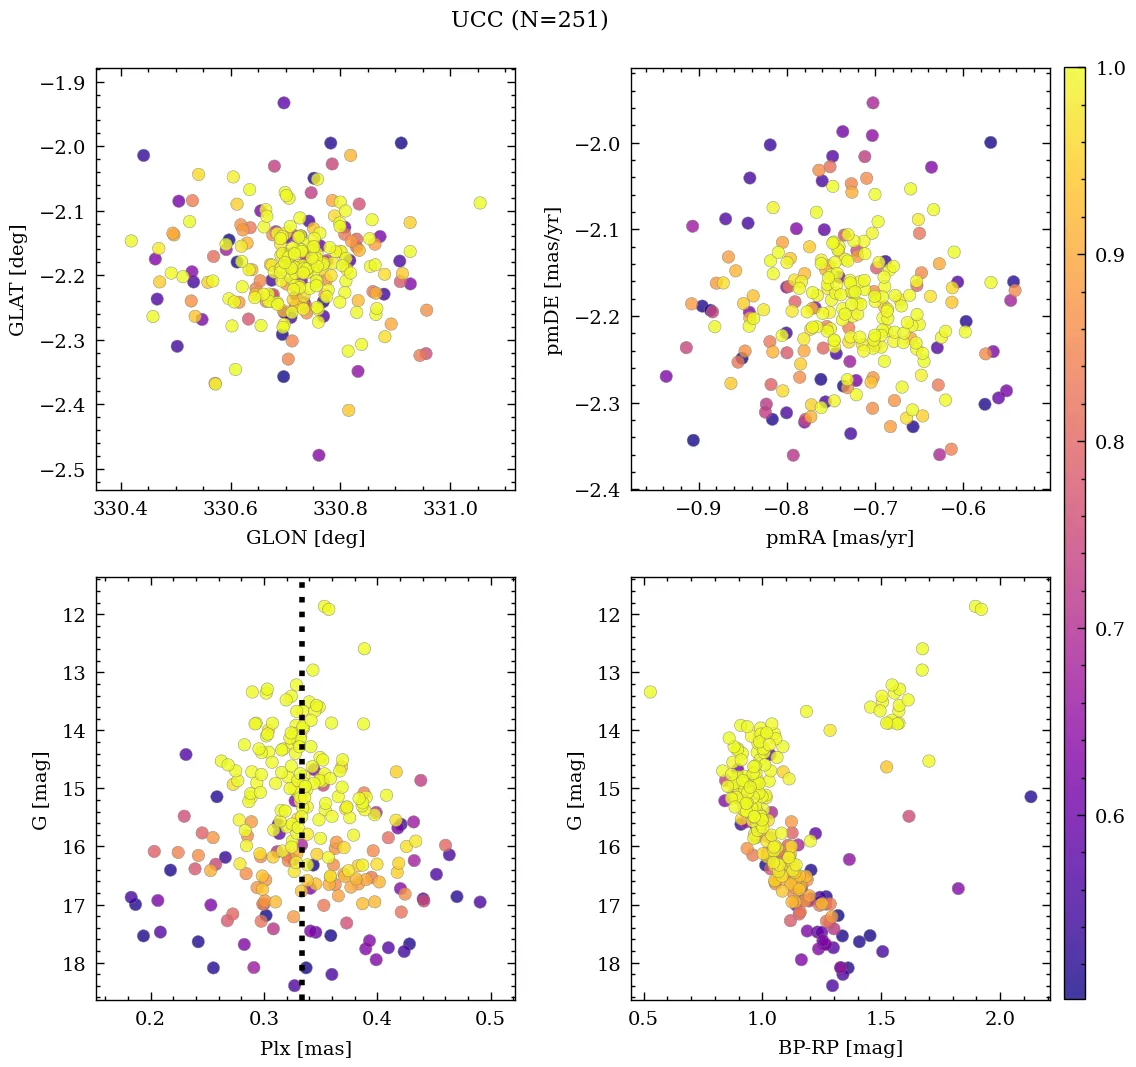 UCC (N=251)
−1.9
−2.0
−2.1
−2.2
−2.3
−2.4
−2.5
GLAT [deg]
330.4 330.6 330.8 331.0
GLON [deg]
−2.0
−2.1
−2.2
−2.3
−2.4
pmDE [mas/yr]
−0.9 −0.8 −0.7 −0.6
pmRA [mas/yr]
12
13
14
15
16
17
18
G [mag]
0.2 0.3 0.4 0.5
Plx [mas]
12
13
14
15
16
17
18
G [mag]
0.5 1.0 1.5 2.0
BP-RP [mag]
1.0
0.9
0.8
0.7
0.6